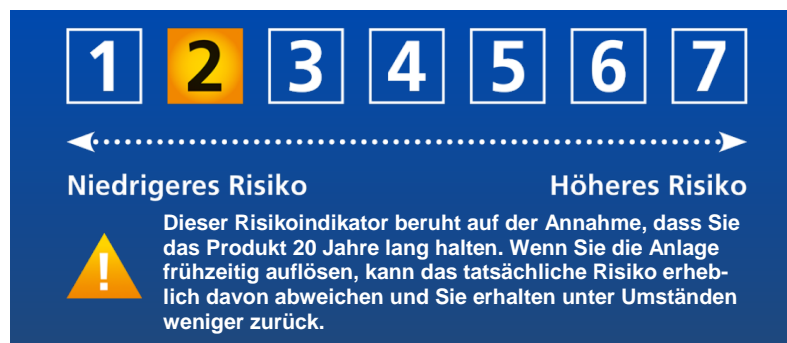 1 2 3 4 5 6 7
Niedrigeres Risiko Höheres Risiko
Dieser Risikoindikator beruht auf der Annahme, dass Sie
das Produkt 20 Jahre lang halten. Wenn Sie die Anlage
frühzeitig auflösen, kann das tatsächliche Risiko erheb-
lich davon abweichen und Sie erhalten unter Umständen
weniger zurück.